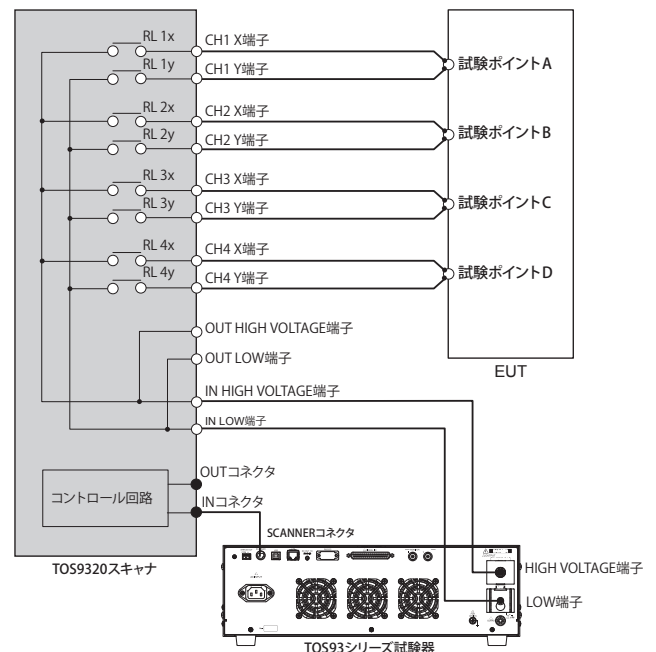 RL 1x
CH1 X端子
RL 1y
CH1 Y端子
試験ポイントA
RL 2x
CH2 X端子
RL 2y
CH2 Y端子
試験ポイントB
RL 3x
CH3 X端子
RL 3y
CH3 Y端子
試験ポイントC
RL 4x
CH4 X端子
RL 4y
CH4 Y端子
試験ポイントD
OUT HIGH VOLTAGE端子
OUT LOW端子
EUT
IN HIGH VOLTAGE端子
IN LOW端子
OUTコネクタ
コントロール回路
INコネクタ
SCANNERコネクタ
TOS9320スキャナ
HIGH VOLTAGE端子
LOW端子
TOS93シリーズ試験器